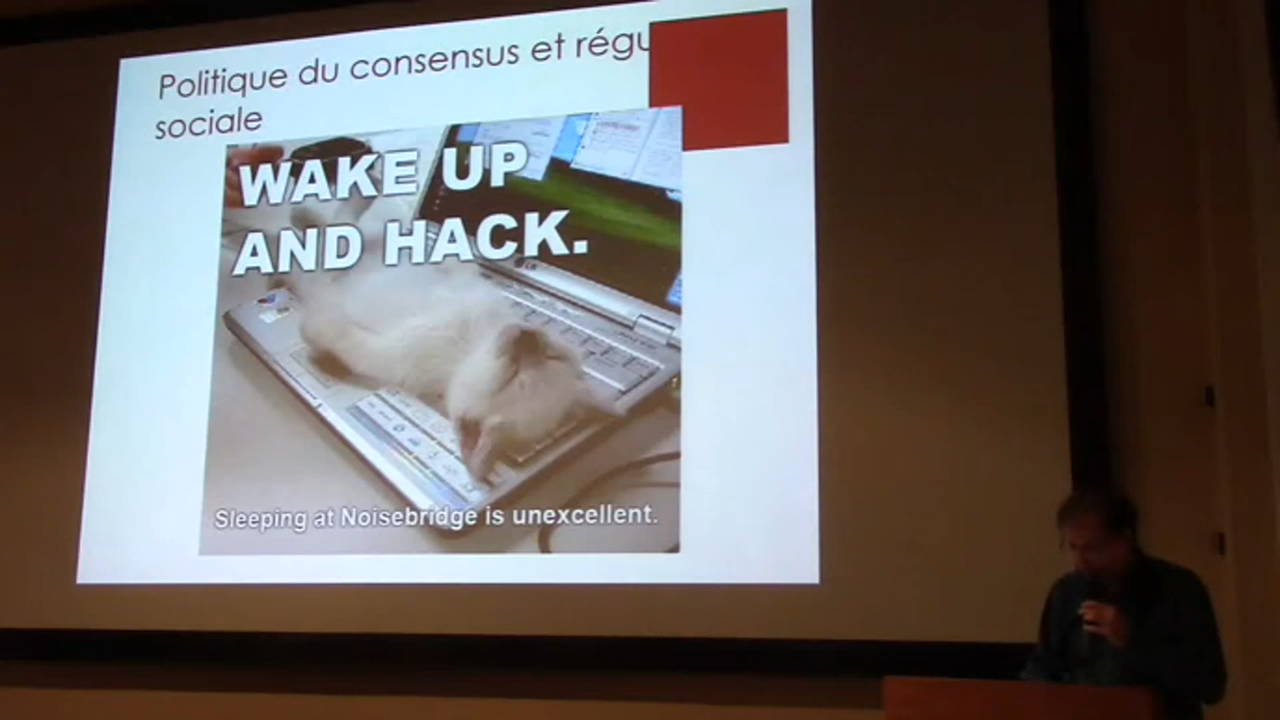 Politique du consensus et régu
sociale
WAKE UP
AND HACK.
Sleeping at Noisebridge is unexcellent.